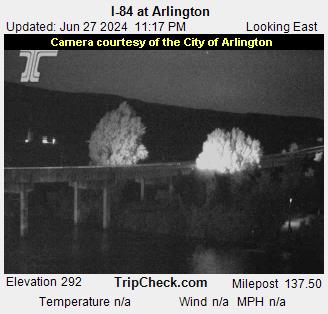 I-84 at Arlington
Updated: Jun 27 2024 11:17 PM Looking East
Camera courtesy of the City of Arlington
Elevation 292 TripCheck.com Milepost 137.50
Temperature n/a Wind n/a MPH n/a